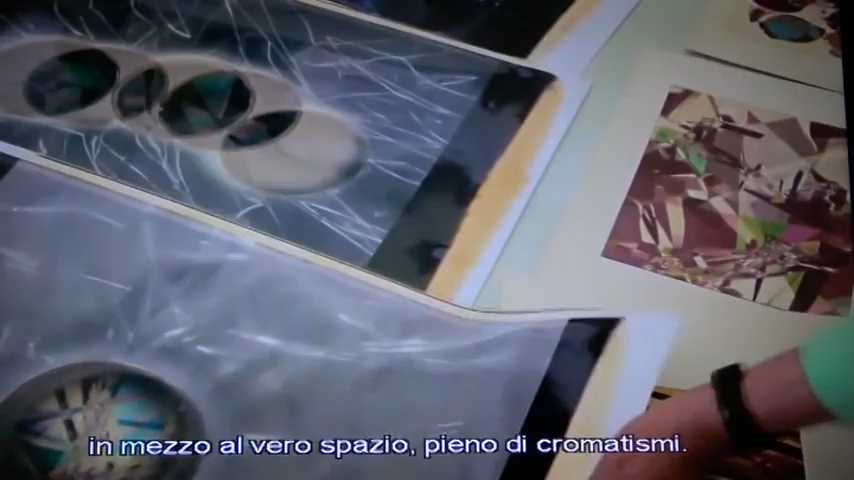 in mezzo al vero spazio, pieno di cromatismi.